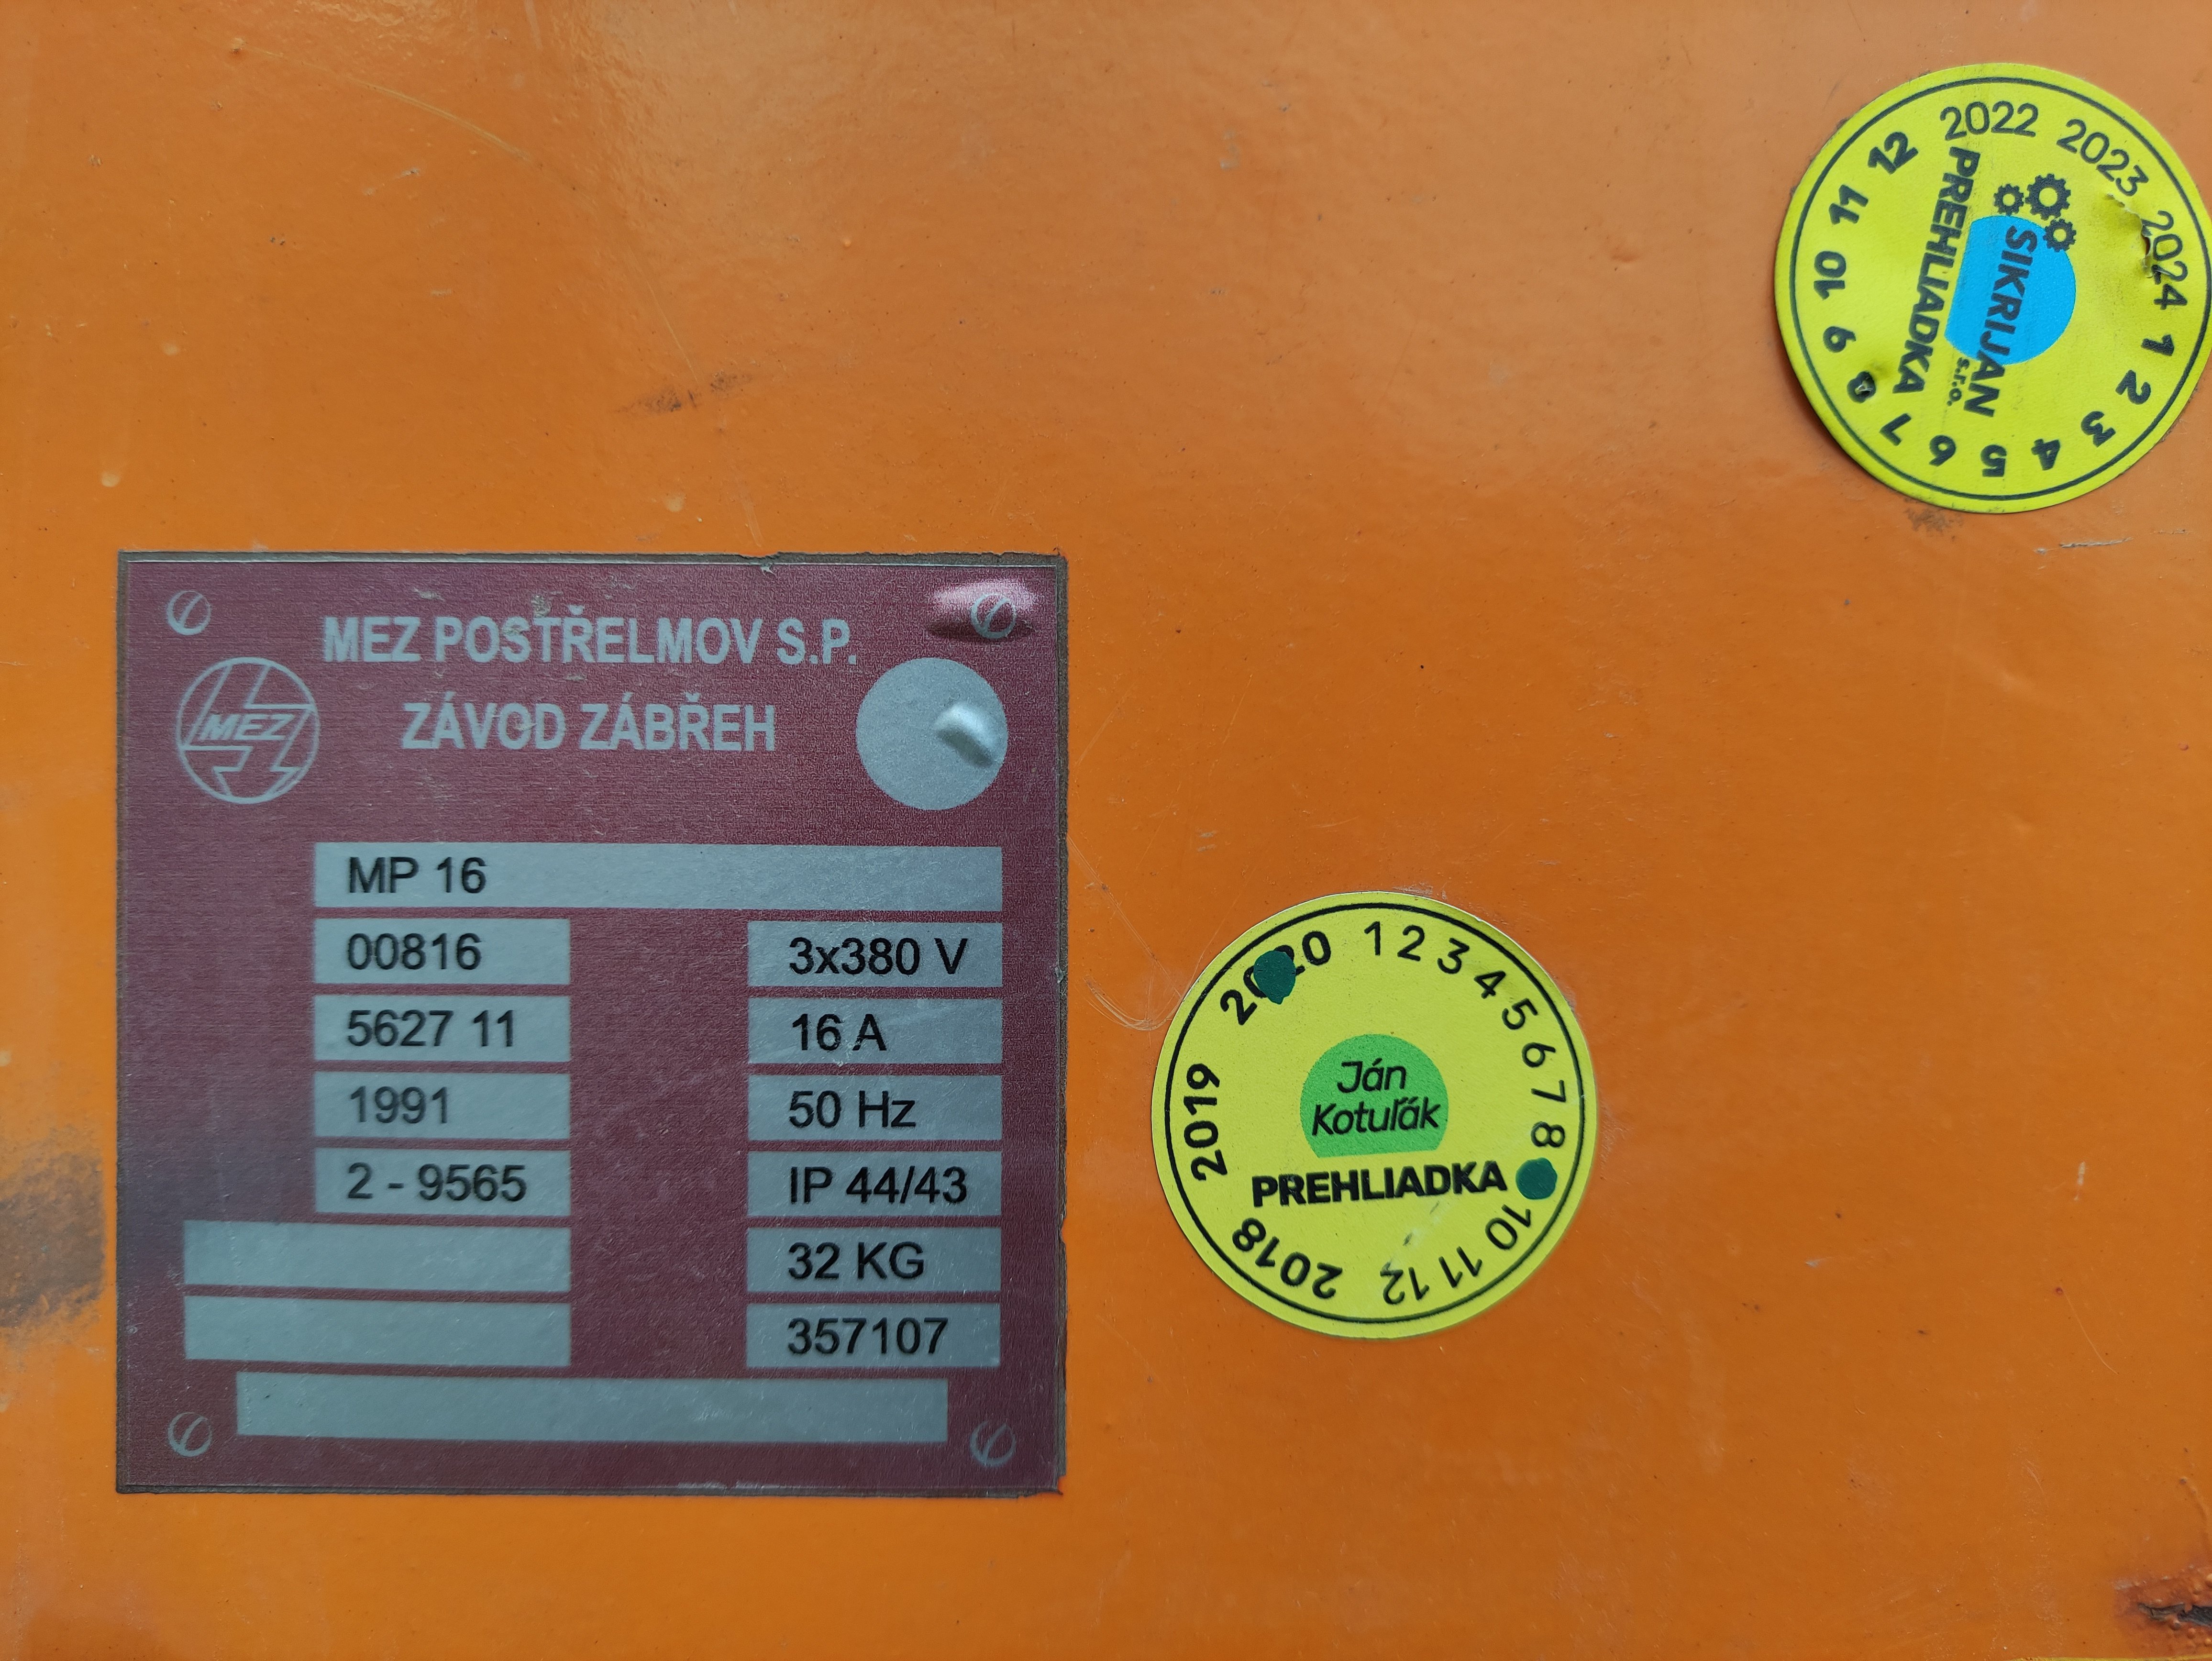 MEZ POSTŘELMOV S.P.
ZÁVOD ZÁBŘEH
MEZ
MP 16
00816
3x380 V
5627 11
16 A
1991
50 Hz
2 - 9565
IP 44/43
32 KG
357107
2022 2023 2024 1 2 3 4 5 6 7 8 9 10 11 12
SIKRIJAN
s.r.o.
PREHLIADKA
1 2 3 4 5 6 7 8 10 11 12 2018 2019
Ján
Kotuľák
PREHLIADKA